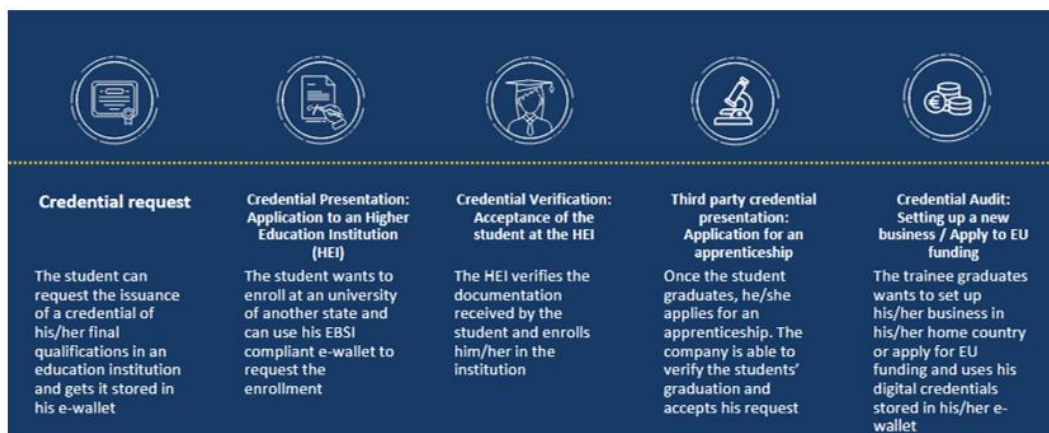 Credential request
The student can
request the issuance
of a credential of
his/her final
qualifications in an
education institution
and gets it stored in
his e-wallet
Credential Presentation:
Application to an Higher
Education Institution
(HEI)
The student wants to
enroll at an university
of another state and
can use his EBSI
compliant e-wallet to
request the
enrollment
Credential Verification:
Acceptance of the
student at the HEI
The HEI verifies the
documentation
received by the
student and enrolls
him/her in the
institution
Third party credential
presentation:
Application for an
apprenticeship
Once the student
graduates, he/she
applies for an
apprenticeship. The
company is able to
verify the students'
graduation and
accepts his request
Credential Audit:
Setting up a new
business / Apply to EU
funding
The trainee graduates
wants to set up
his/her business in
his/her home country
or apply for EU
funding and uses his
digital credentials
stored in his/her e-
wallet